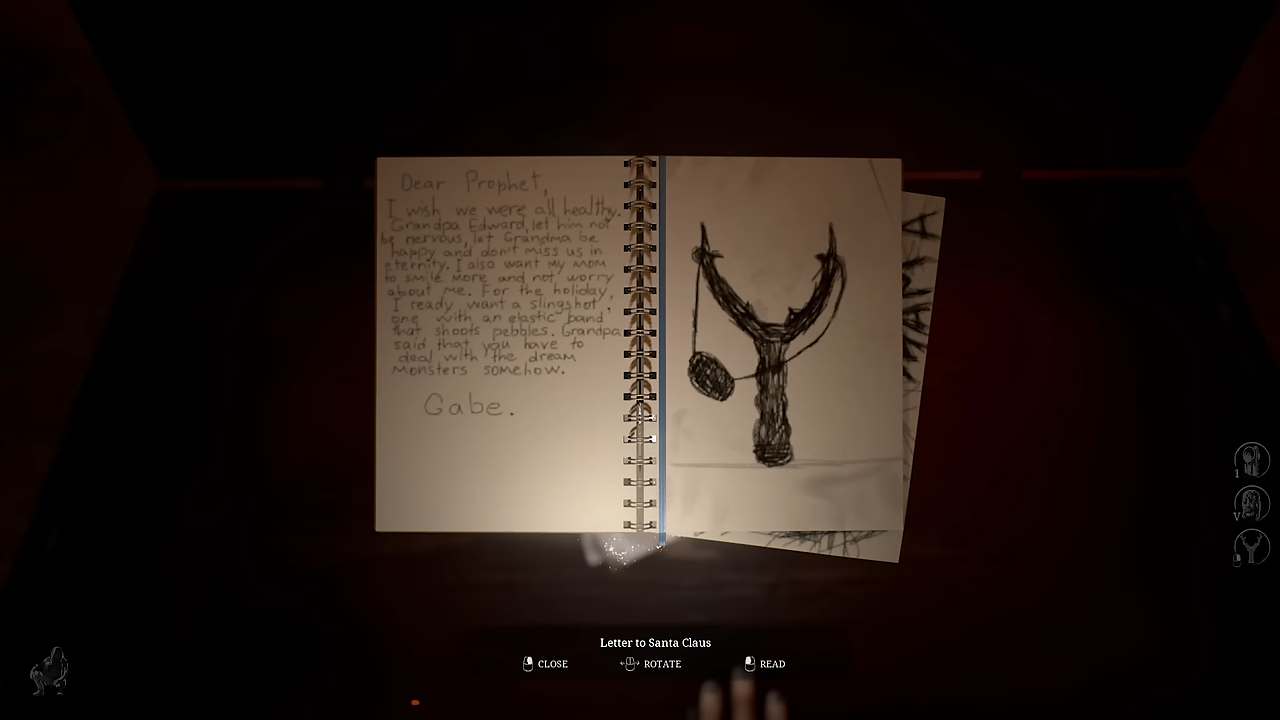 Dear Prophet,
I wish we were all healthy.
Grandpa Edward, let him not
be nervous, let Grandma be
happy and don't miss us in
eternity. I also want my mom
to smile more and not worry
about me. For the holiday,
I ready want a slingshot,
one with an elastic band
that shoots pebbles. Grandpa
said that you have to
deal with the dream
monsters somehow.
Gabe.
1
V
Letter to Santa Claus
CLOSE
ROTATE
READ